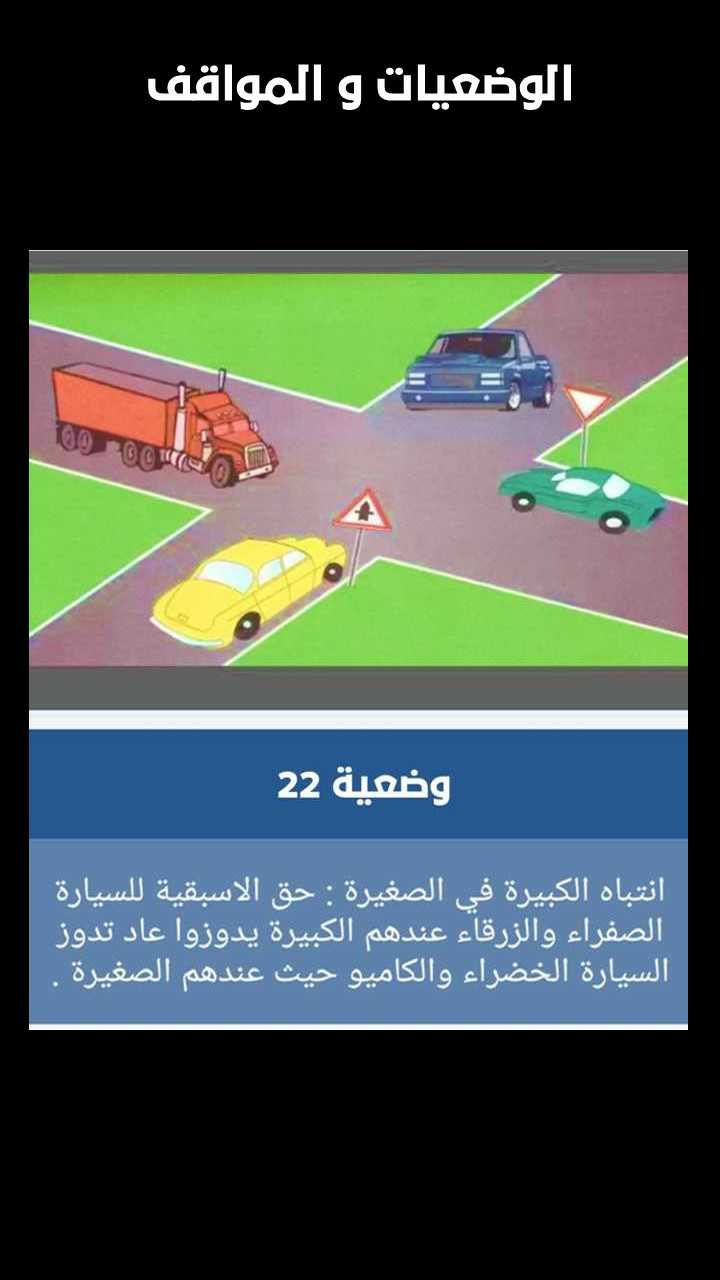 الوضعيات و المواقف
وضعية 22
انتباه الكبيرة في الصغيرة : حق الاسبقية للسيارة
الصفراء والزرقاء عندهم الكبيرة يدوزوا عاد تدوز
السيارة الخضراء والكاميو حيث عندهم الصغيرة .